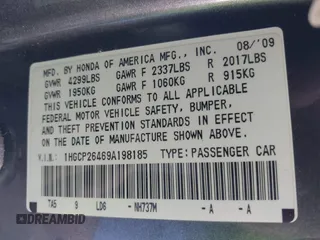 MFD. BY HONDA OF AMERICA MFG., INC. 08/'09
GVWR 4299LBS GAWR F 2337LBS R 2017LBS
GVWR 1950KG GAWR F 1060KG R 915KG
THIS VEHICLE CONFORMS TO ALL APPLICABLE
FEDERAL MOTOR VEHICLE SAFETY, BUMPER,
AND THEFT PREVENTION STANDARDS IN EFFECT
ON THE DATE OF MANUFACTURE SHOWN ABOVE.
V.I.N.: 1HGCP26469A198185 TYPE: PASSENGER CAR
TA5 9 LDG - NH737M -A -A
DREAMBID